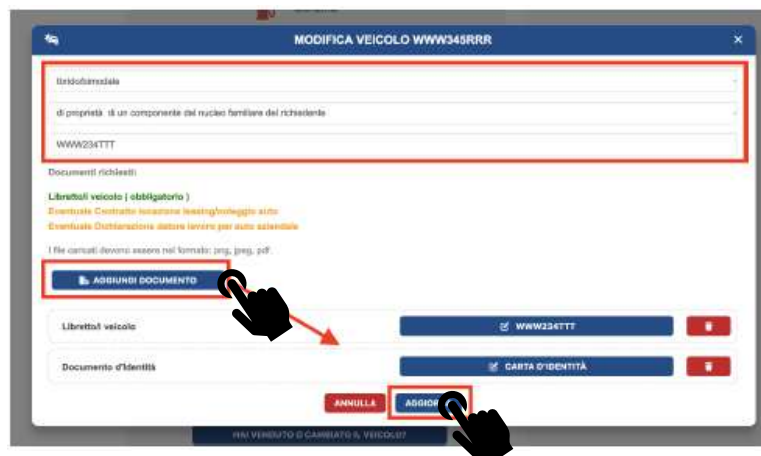 MODIFICA VEICOLO WWW345RRR
Ibrido/bimodale
di proprietà di un componente del nucleo familiare del richiedente
WWW234TTT
Documenti richiesti:
Libretto/i veicolo ( obbligatorio )
Eventuale Contratto locazione leasing/noleggio auto
Eventuale Dichiarazione datore lavoro per auto aziendale
I file caricati devono essere nel formato: png, jpeg, pdf.
AGGIUNGI DOCUMENTO
Libretto/i veicolo
WWW234TTT
Documento d'Identità
CARTA D'IDENTITÀ
ANNULLA
AGGIOR
HAI VENDUTO O CAMBIATO IL VEICOLO?